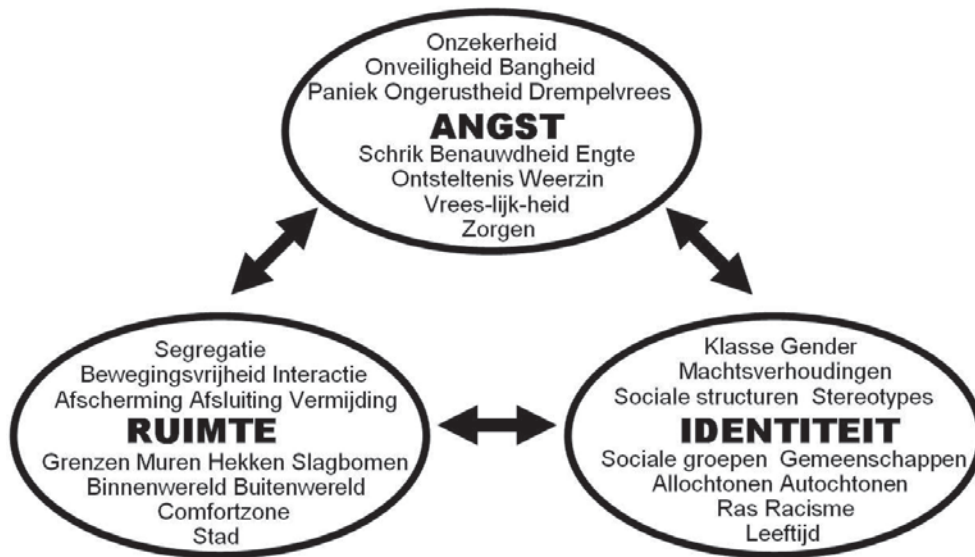 Onzekerheid
Onveiligheid Bangheid
Paniek Ongerustheid Drempelvrees
ANGST
Schrik Benauwdheid Engte
Ontsteltenis Weerzin
Vrees-lijk-heid
Zorgen
Segregatie
Bewegingsvrijheid Interactie
Afscherming Afsluiting Vermijding
RUIMTE
Grenzen Muren Hekken Slagbomen
Binnenwereld Buitenwereld
Comfortzone
Stad
Klasse Gender
Machtsverhoudingen
Sociale structuren Stereotypes
IDENTITEIT
Sociale groepen Gemeenschappen
Allochtonen Autochtonen
Ras Racisme
Leeftijd